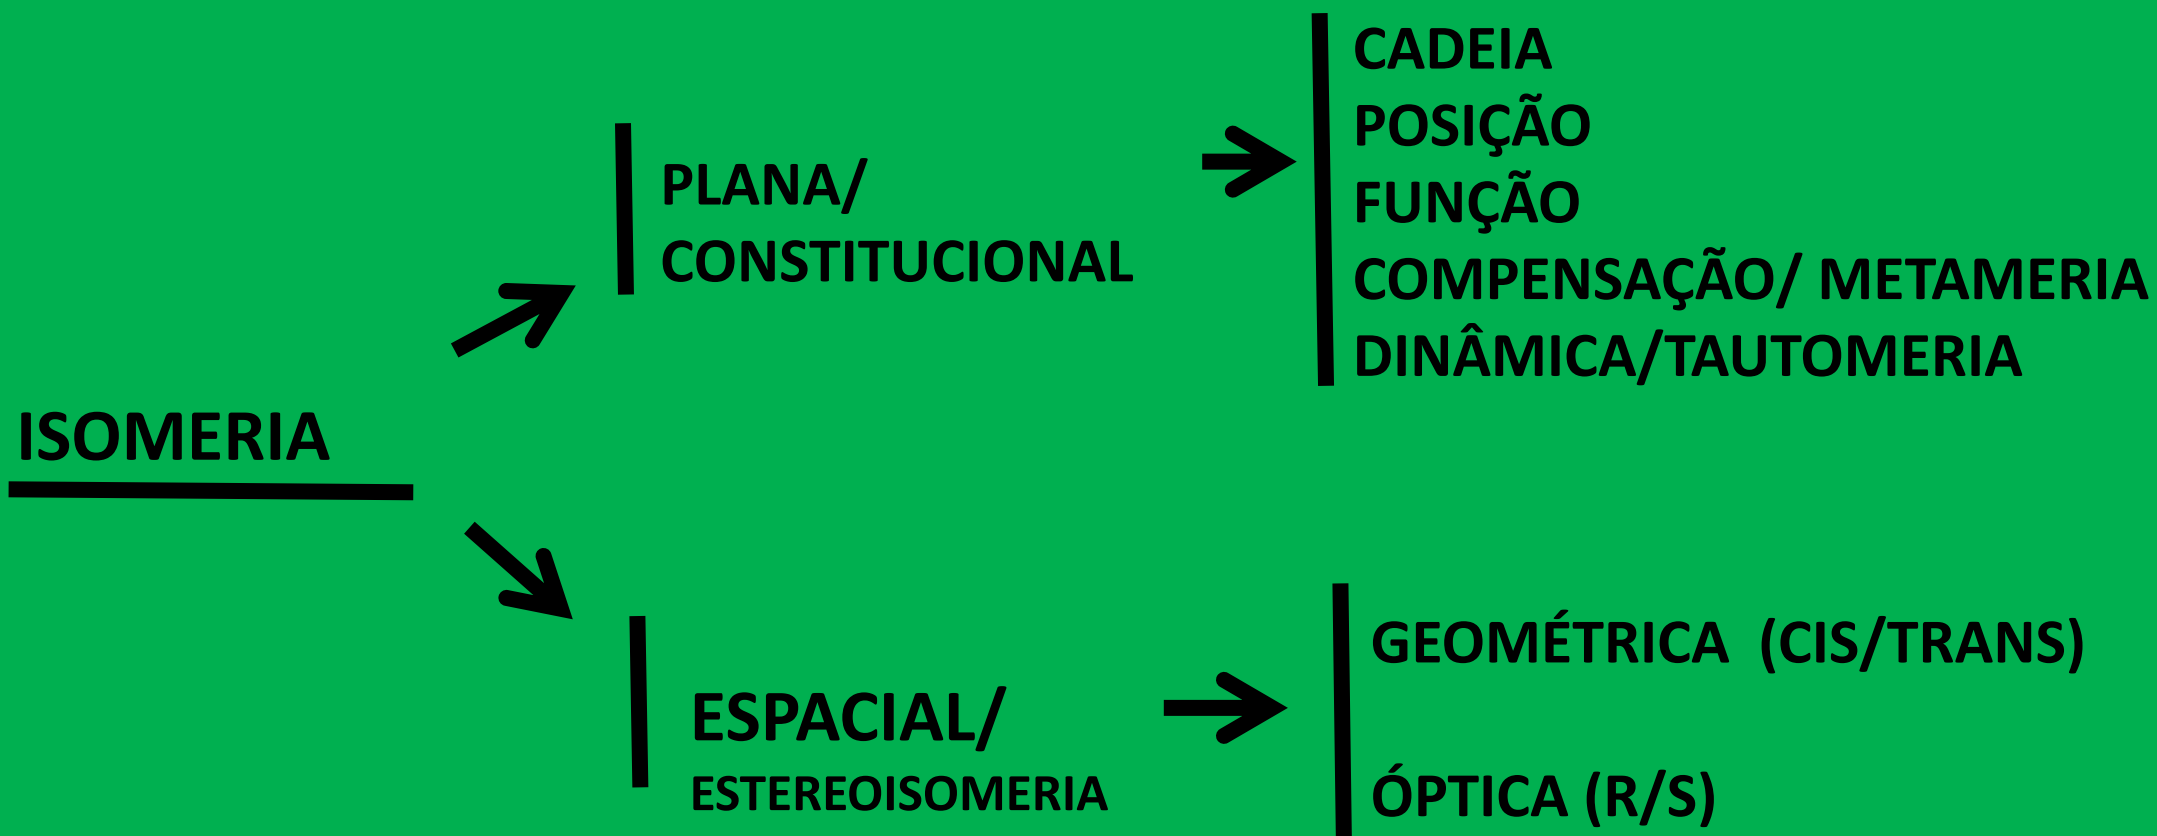 ISOMERIA
PLANA/
CONSTITUCIONAL
CADEIA
POSIÇÃO
FUNÇÃO
COMPENSAÇÃO/ METAMERIA
DINÂMICA/TAUTOMERIA
ESPACIAL/
ESTEREOISOMERIA
GEOMÉTRICA (CIS/TRANS)
ÓPTICA (R/S)